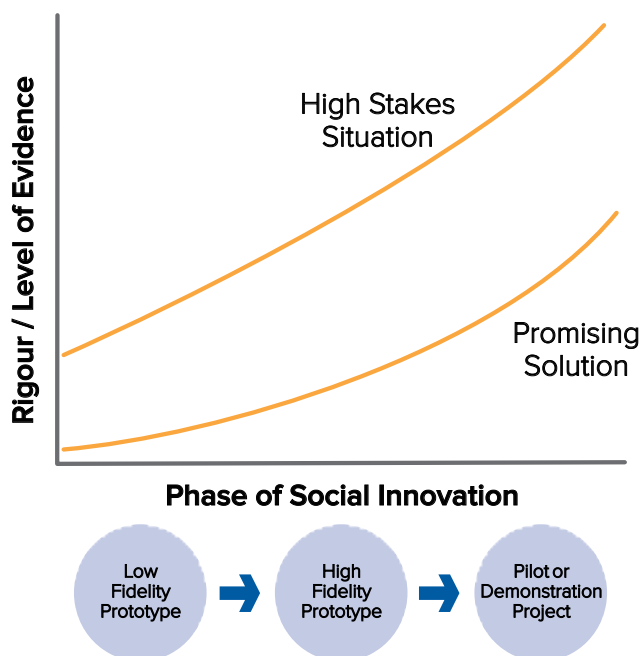 High Stakes
Situation
Rigour / Level of Evidence
Promising
Solution
Phase of Social Innovation
Low
Fidelity
Prototype
High
Fidelity
Prototype
Pilot or
Demonstration
Project